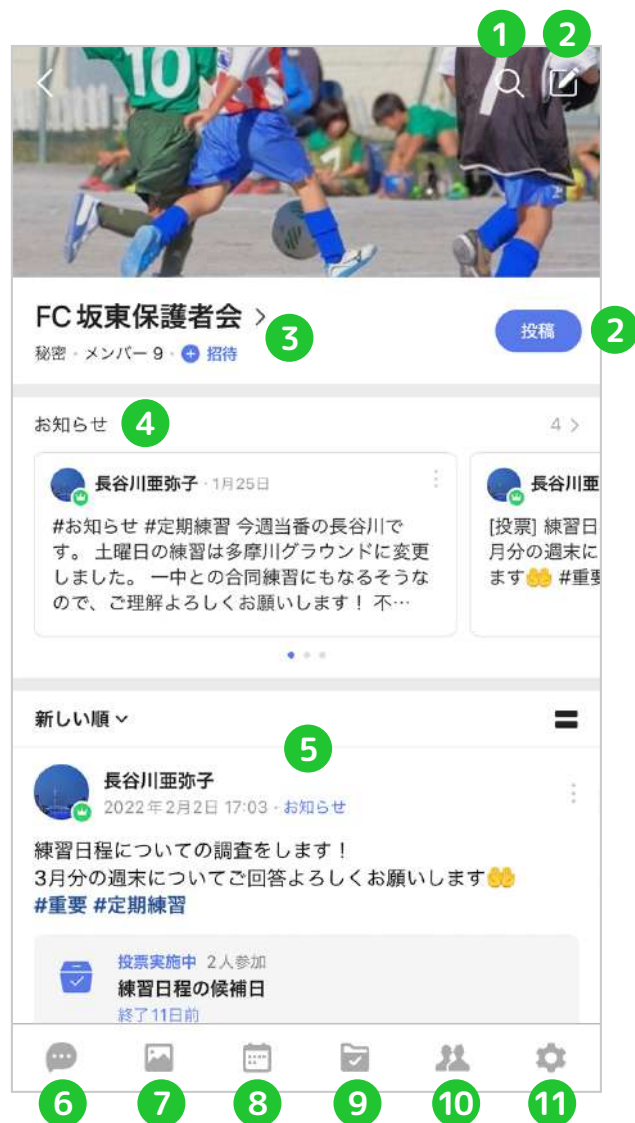 1 2
10
7
7
2
FC坂東保護者会 >
3
投稿
2
秘密・メンバー 9・招待
お知らせ
4
4 >
長谷川亜弥子・1月25日
#お知らせ #定期練習 今週当番の長谷川で
す。 土曜日の練習は多摩川グラウンドに変更
しました。 一中との合同練習にもなるそうな
ので、ご理解よろしくお願いします！ 不…
長谷川亜
[投票] 練習日
月分の週末に
ます🤲 #重要
新しい順
5
長谷川亜弥子
2022年2月2日 17:03・お知らせ
練習日程についての調査をします！
3月分の週末についてご回答よろしくお願いします🤲
#重要 #定期練習
投票実施中 2人参加
練習日程の候補日
終了11日前
6 7 8 9 10 11